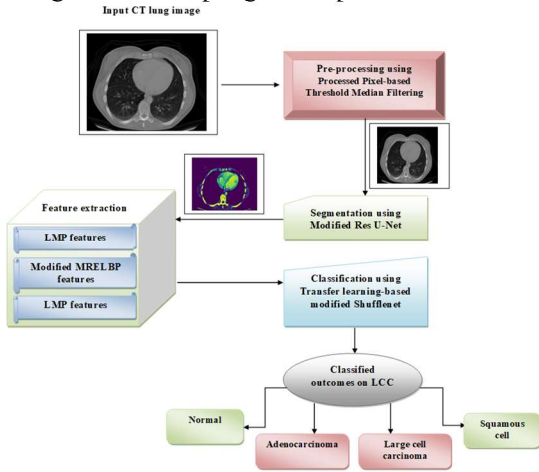 Input CT lung image
Pre-processing using
Processed Pixel-based
Threshold Median Filtering
Feature extraction
LMP features
Modified MRELBP
features
LMP features
Segmentation using
Modified Res U-Net
Classification using
Transfer learning-based
modified Shufflenet
Classified
outcomes on LCC
Normal
Adenocarcinoma
Large cell
carcinoma
Squamous
cell